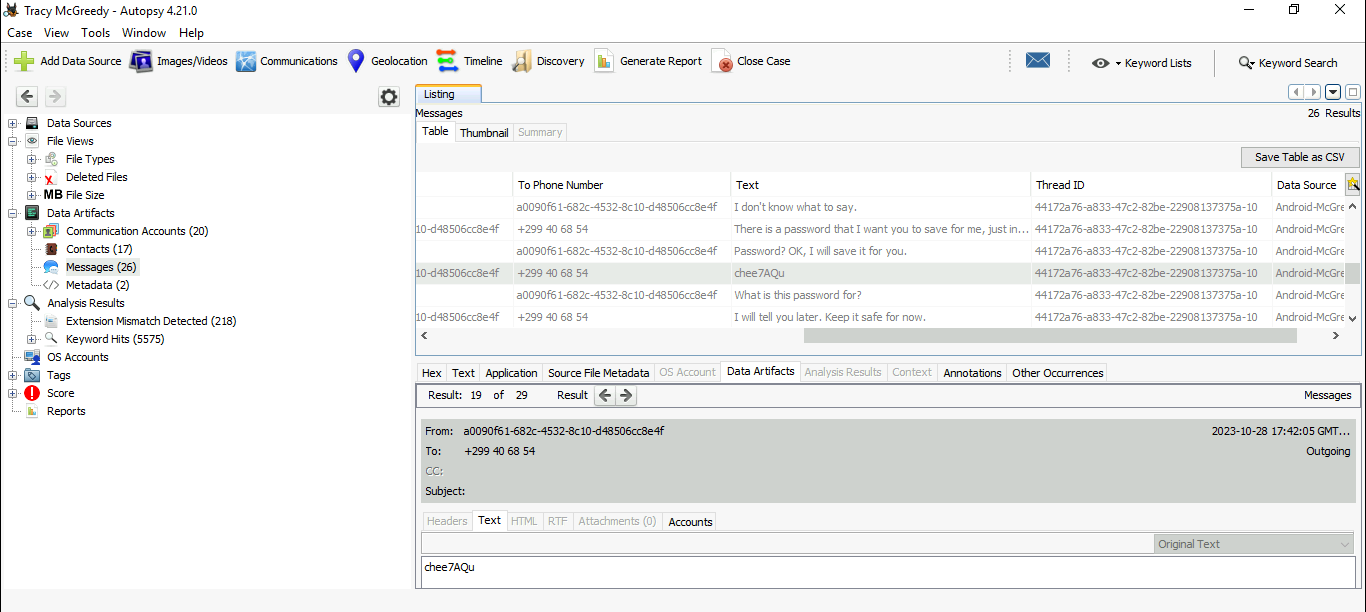 Tracy McGreedy - Autopsy 4.21.0
Case View Tools Window Help
Add Data Source Images/Videos Communications Geolocation Timeline Discovery Generate Report Close Case Keyword Lists Keyword Search
Data Sources
File Views
File Types
Deleted Files
MB File Size
Data Artifacts
Communication Accounts (20)
Contacts (17)
Messages (26)
Metadata (2)
Analysis Results
Extension Mismatch Detected (218)
Keyword Hits (5575)
OS Accounts
Tags
Score
Reports
Listing
Messages 26 Results
Table Thumbnail Summary
Save Table as CSV
To Phone Number Text Thread ID Data Source
a0090f61-682c-4532-8c10-d48506cc8e4f I don't know what to say. 44172a76-a833-47c2-82be-22908137375a-10 Android-McGre
10-d48506cc8e4f +299 40 68 54 There is a password that I want you to save for me, just in... 44172a76-a833-47c2-82be-22908137375a-10 Android-McGre
a0090f61-682c-4532-8c10-d48506cc8e4f Password? OK, I will save it for you. 44172a76-a833-47c2-82be-22908137375a-10 Android-McGre
10-d48506cc8e4f +299 40 68 54 chee7AQu 44172a76-a833-47c2-82be-22908137375a-10 Android-McGre
a0090f61-682c-4532-8c10-d48506cc8e4f What is this password for? 44172a76-a833-47c2-82be-22908137375a-10 Android-McGre
10-d48506cc8e4f +299 40 68 54 I will tell you later. Keep it safe for now. 44172a76-a833-47c2-82be-22908137375a-10 Android-McGre
Hex Text Application Source File Metadata OS Account Data Artifacts Analysis Results Context Annotations Other Occurrences
Result: 19 of 29 Result Messages
From: a0090f61-682c-4532-8c10-d48506cc8e4f 2023-10-28 17:42:05 GMT...
To: +299 40 68 54 Outgoing
CC:
Subject:
Headers Text HTML RTF Attachments (0) Accounts
Original Text
chee7AQu